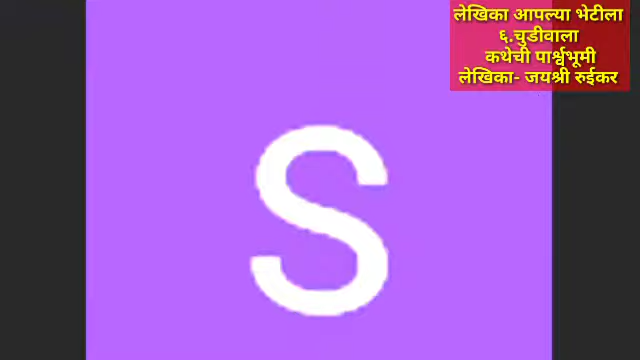 लेखिका आपल्या भेटीला
६.चुडीवाला
कथेची पार्श्वभूमी
लेखिका- जयश्री रुईकर
S